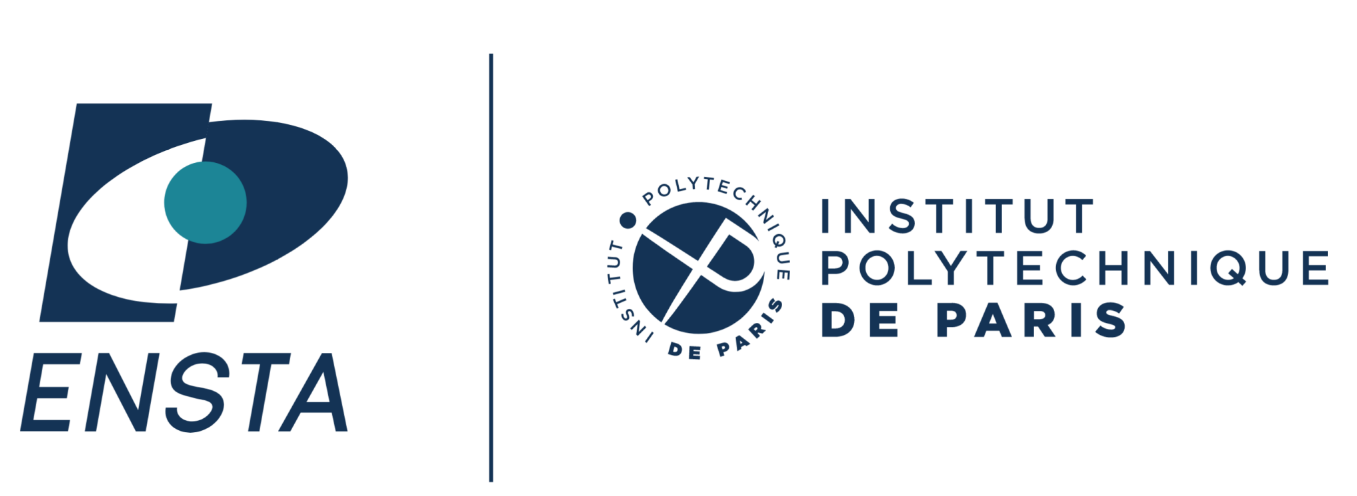 ENSTA
INSTITUT POLYTECHNIQUE DE PARIS
INSTITUT
POLYTECHNIQUE
DE PARIS